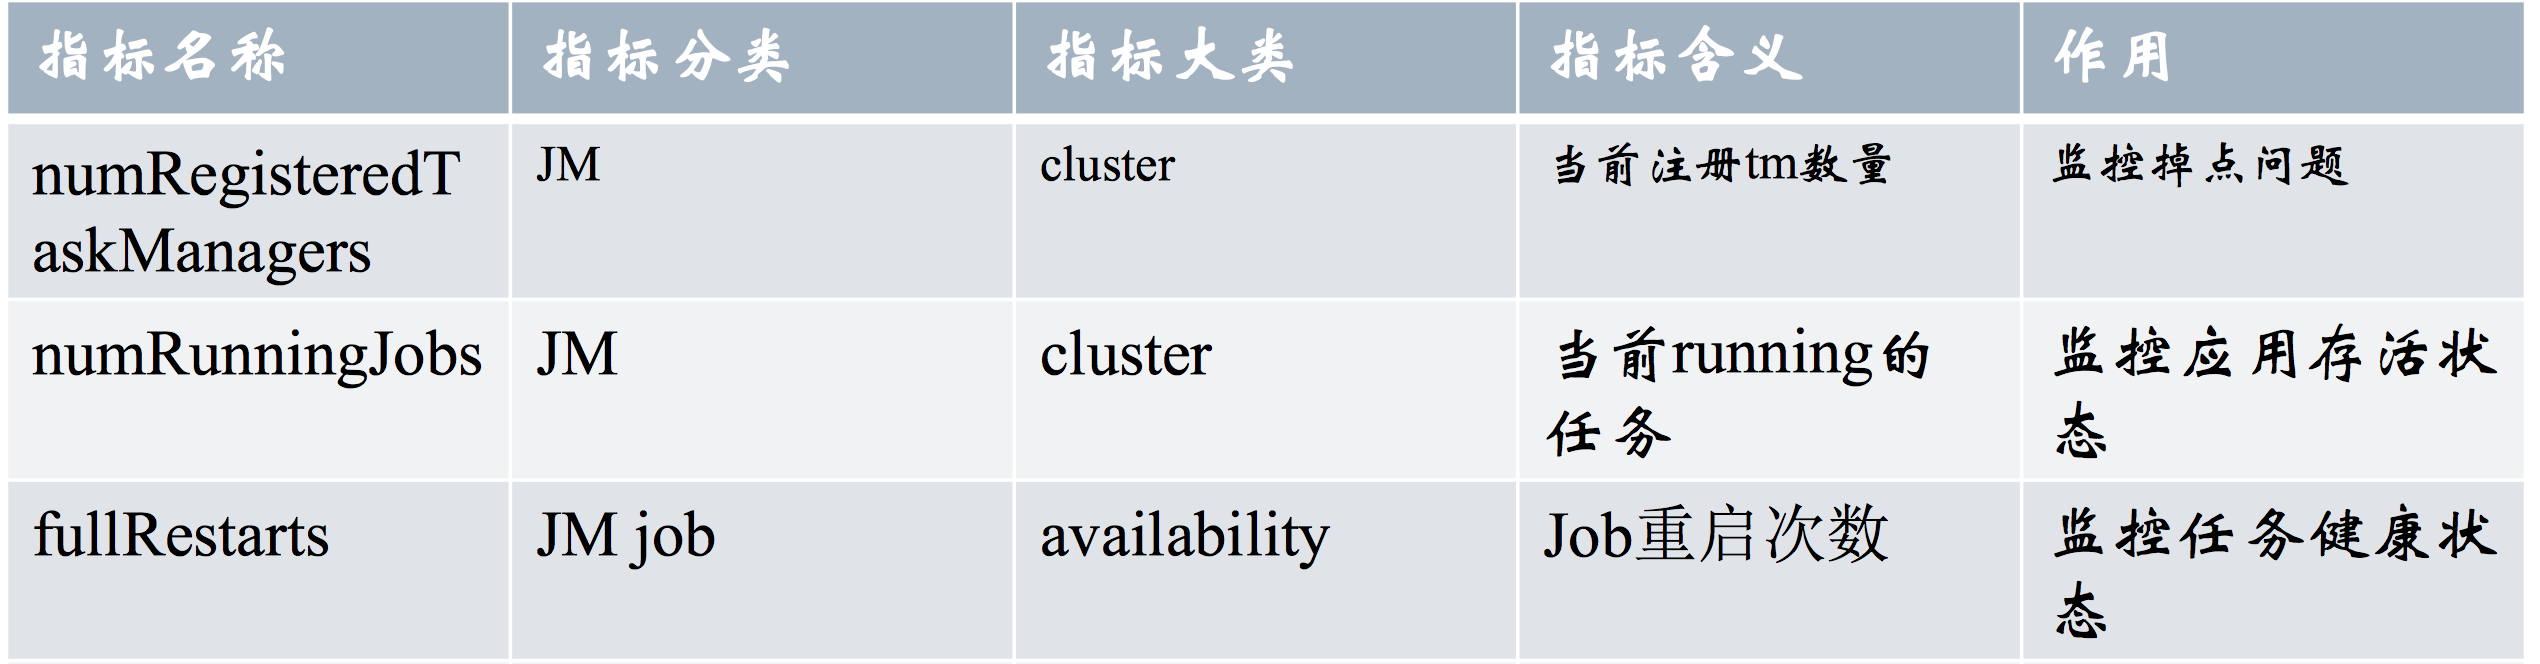 指标名称 指标分类 指标大类 指标含义 作用
numRegisteredT JM cluster 当前注册tm数量 监控掉点问题
askManagers
numRunningJobs JM cluster 当前running的 监控应用存活状
任务 态
fullRestarts JM job availability Job重启次数 监控任务健康状
态